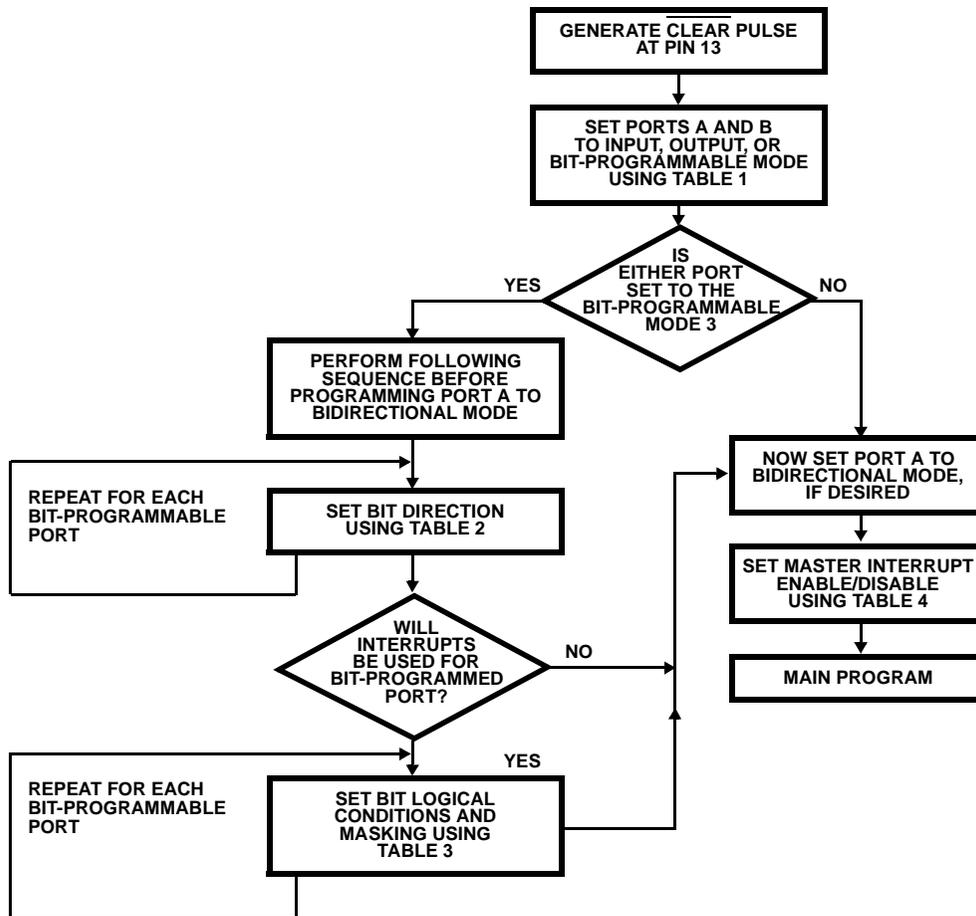 GENERATE CLEAR PULSE
AT PIN 13
SET PORTS A AND B
TO INPUT, OUTPUT, OR
BIT-PROGRAMMABLE MODE
USING TABLE 1
IS
EITHER PORT
SET TO THE
BIT-PROGRAMMABLE
MODE 3
YES
NO
PERFORM FOLLOWING
SEQUENCE BEFORE
PROGRAMMING PORT A TO
BIDIRECTIONAL MODE
NOW SET PORT A TO
BIDIRECTIONAL MODE,
IF DESIRED
REPEAT FOR EACH
BIT-PROGRAMMABLE
PORT
SET BIT DIRECTION
USING TABLE 2
SET MASTER INTERRUPT
ENABLE/DISABLE
USING TABLE 4
WILL
INTERRUPTS
BE USED FOR
BIT-PROGRAMMED
PORT?
NO
MAIN PROGRAM
YES
REPEAT FOR EACH
BIT-PROGRAMMABLE
PORT
SET BIT LOGICAL
CONDITIONS AND
MASKING USING
TABLE 3